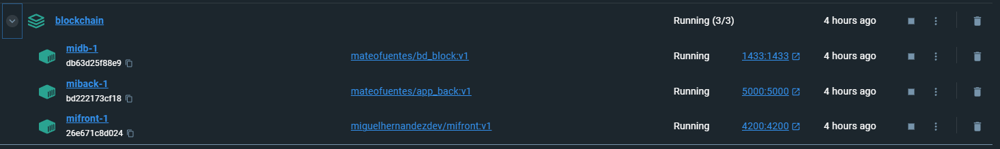 blockchain Running (3/3) 4 hours ago
midb-1
db63d25f88e9 mateofuentes/bd_block:v1 Running 1433:1433 4 hours ago
miback-1
bd222173cf18 mateofuentes/app_back:v1 Running 5000:5000 4 hours ago
mifront-1
26e671c8d024 miguelhernandezdev/mifront:v1 Running 4200:4200 4 hours ago